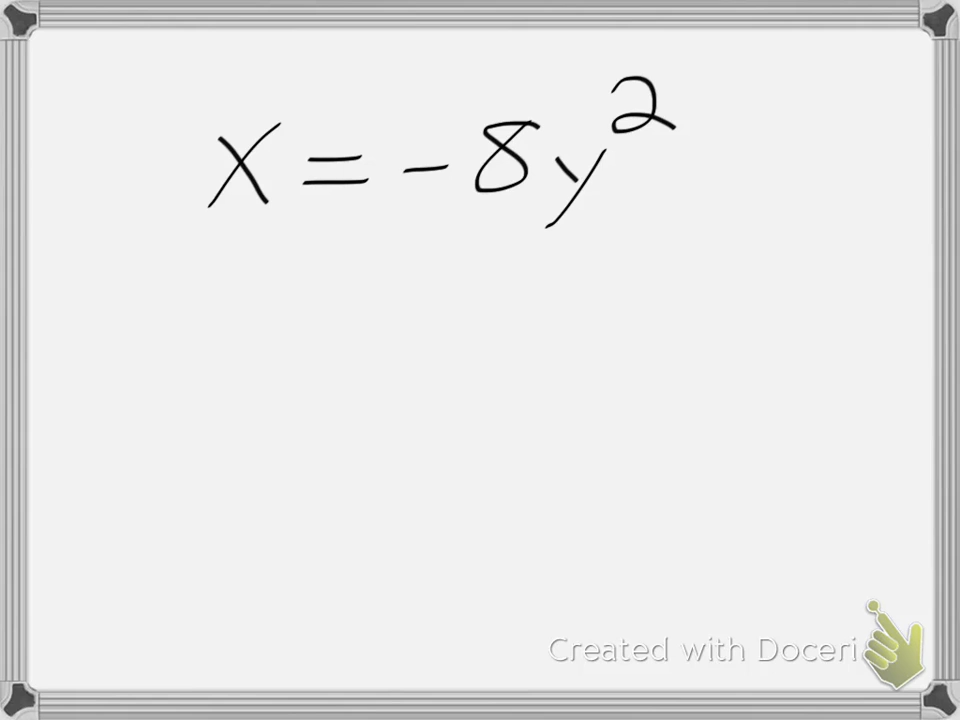 x = -8y²
Created with Doceri